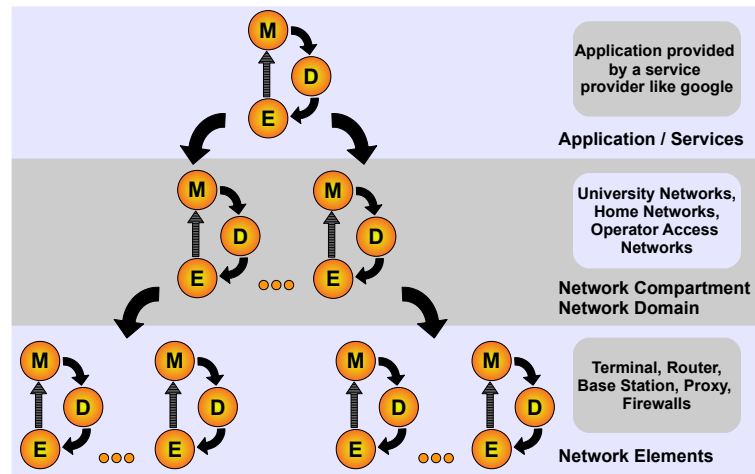 M
D
E
Application provided
by a service
provider like google
Application / Services
M
D
E
M
D
E
University Networks,
Home Networks,
Operator Access
Networks
Network Compartment
Network Domain
M
D
E
M
D
E
M
D
E
M
D
E
Terminal, Router,
Base Station, Proxy,
Firewalls
Network Elements